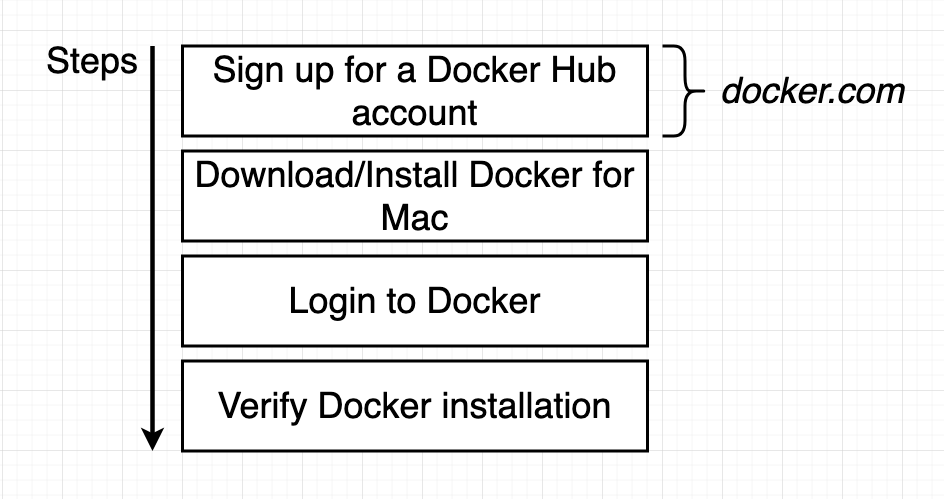 Steps
Sign up for a Docker Hub
account
docker.com
Download/Install Docker for
Mac
Login to Docker
Verify Docker installation